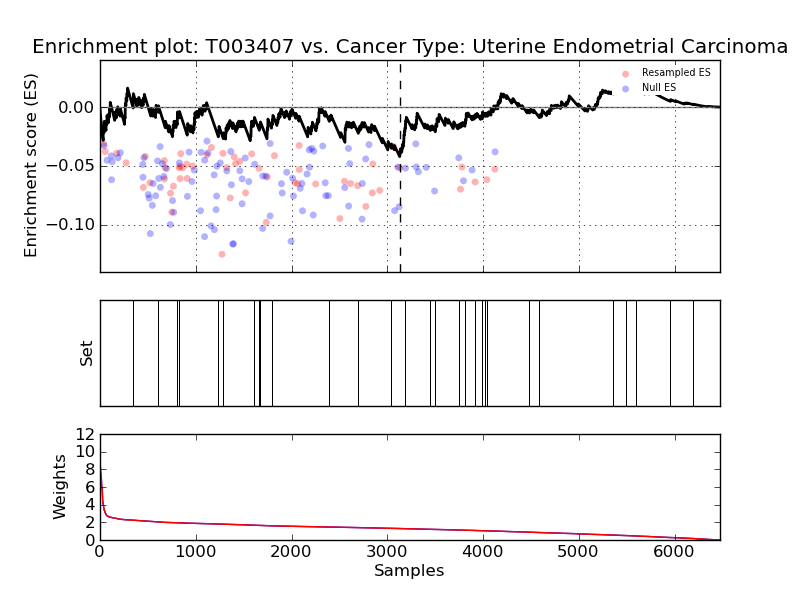 Enrichment plot: T003407 vs. Cancer Type: Uterine Endometrial Carcinoma
Enrichment score (ES)
0.00
−0.05
−0.10
Resampled ES
Null ES
Set
Weights
12
10
8
6
4
2
0
0 1000 2000 3000 4000 5000 6000
Samples